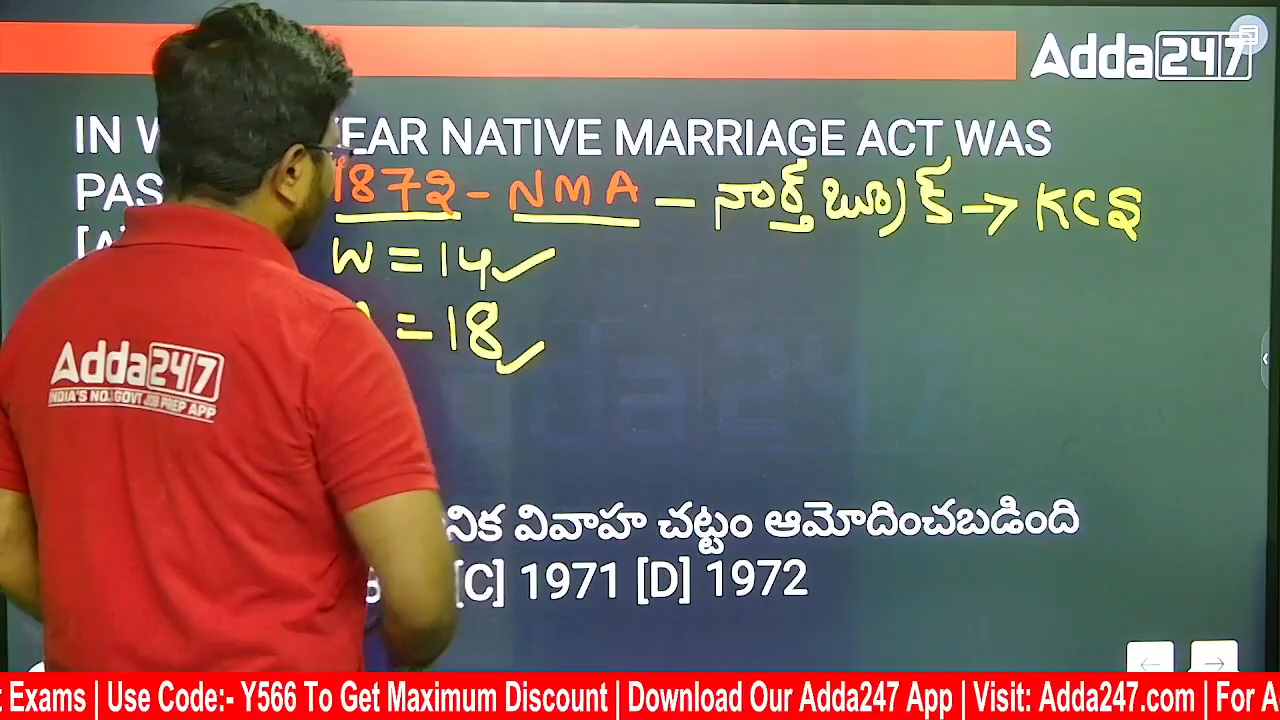 Adda247
IN W EAR NATIVE MARRIAGE ACT WAS
PAS 1872 - NMA - నార్త్ బ్రూక్ → KCS
W = 14 ✓
= 18 ✓
Adda247
INDIA'S NO.1 GOVT JOB PREP APP
నిక వివాహ చట్టం ఆమోదించబడింది
[C] 1971 [D] 1972
t Exams | Use Code:- Y566 To Get Maximum Discount | Download Our Adda247 App | Visit: Adda247.com | For A